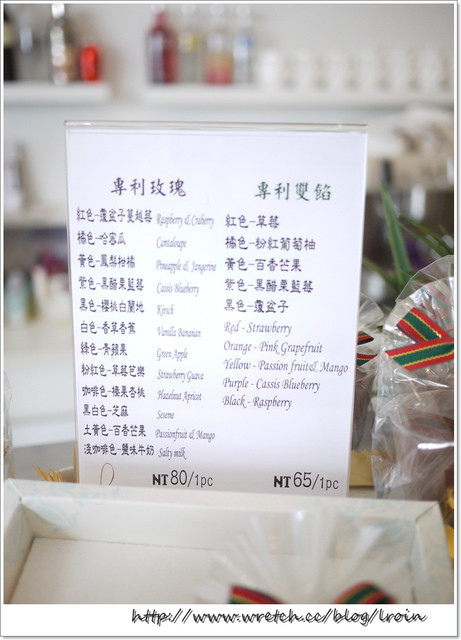 專利玫瑰
紅色-覆盆子蔓越莓 Raspberry & Craberry
橘色-哈密瓜 Cantaloupe
黃色-鳳梨柑橘 Pineapple & Jangerine
紫色-黑醋栗藍莓 Cassis Blueberry
黑色-櫻桃白蘭地 Kirsch
白色-香草香蕉 Vanilla Bananan
綠色-青蘋果 Green Apple
粉紅色-草莓芭樂 Strawberry Guava
咖啡色-榛果杏桃 Hazelnut Apricot
黑白色-芝麻 Seseme
土黃色-百香芒果 Passionfruit & Mango
淺咖啡色-鹽味牛奶 Salty milk
NT 80/1pc
專利雙餡
紅色-草莓
橘色-粉紅葡萄柚
黃色-百香芒果
紫色-黑醋栗藍莓
黑色-覆盆子
Red - Strawberry
Orange - Pink Grapefruit
Yellow - Passion fruit& Mango
Purple - Cassis Blueberry
Black - Raspberry
NT 65/1pc
http://www.wretch.cc/blog/lroin